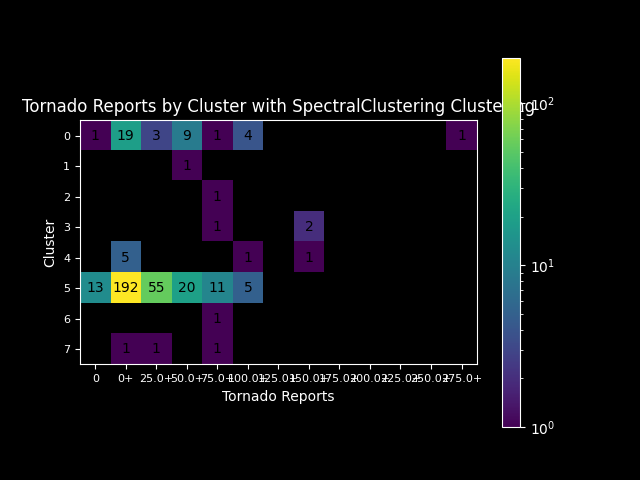 Tornado Reports by Cluster with SpectralClustering Clustering
0 1 19 3 9 1 4 1
1 1
2 1
3 1 2
4 5 1 1
5 13 192 55 20 11 5
6 1
7 1 1 1
0 0+ 25.0+ 50.0+ 75.0+ 100.0+ 125.0+ 150.0+ 175.0+ 200.0+ 225.0+ 250.0+ 275.0+
Tornado Reports
Cluster
10²
10¹
10⁰